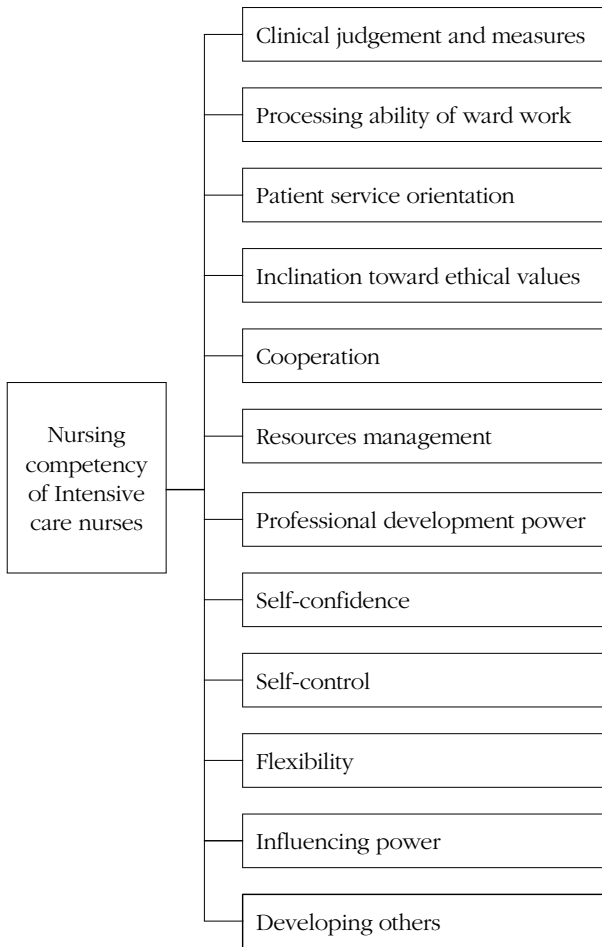 Clinical judgement and measures
Processing ability of ward work
Patient service orientation
Inclination toward ethical values
Cooperation
Nursing
competency
of Intensive
care nurses
Resources management
Professional development power
Self-confidence
Self-control
Flexibility
Influencing power
Developing others